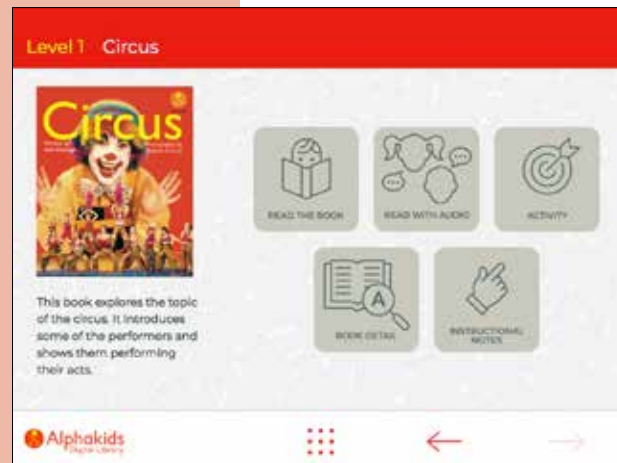 Level 1 Circus
Circus
This book explores the topic
of the circus. It introduces
some of the performers and
shows them performing
their acts.
READ THE BOOK
READ WITH AUDIO
ACTIVITY
A
BOOK DETAIL
INSTRUCTIONAL
NOTES
Alphakids
Digital Library